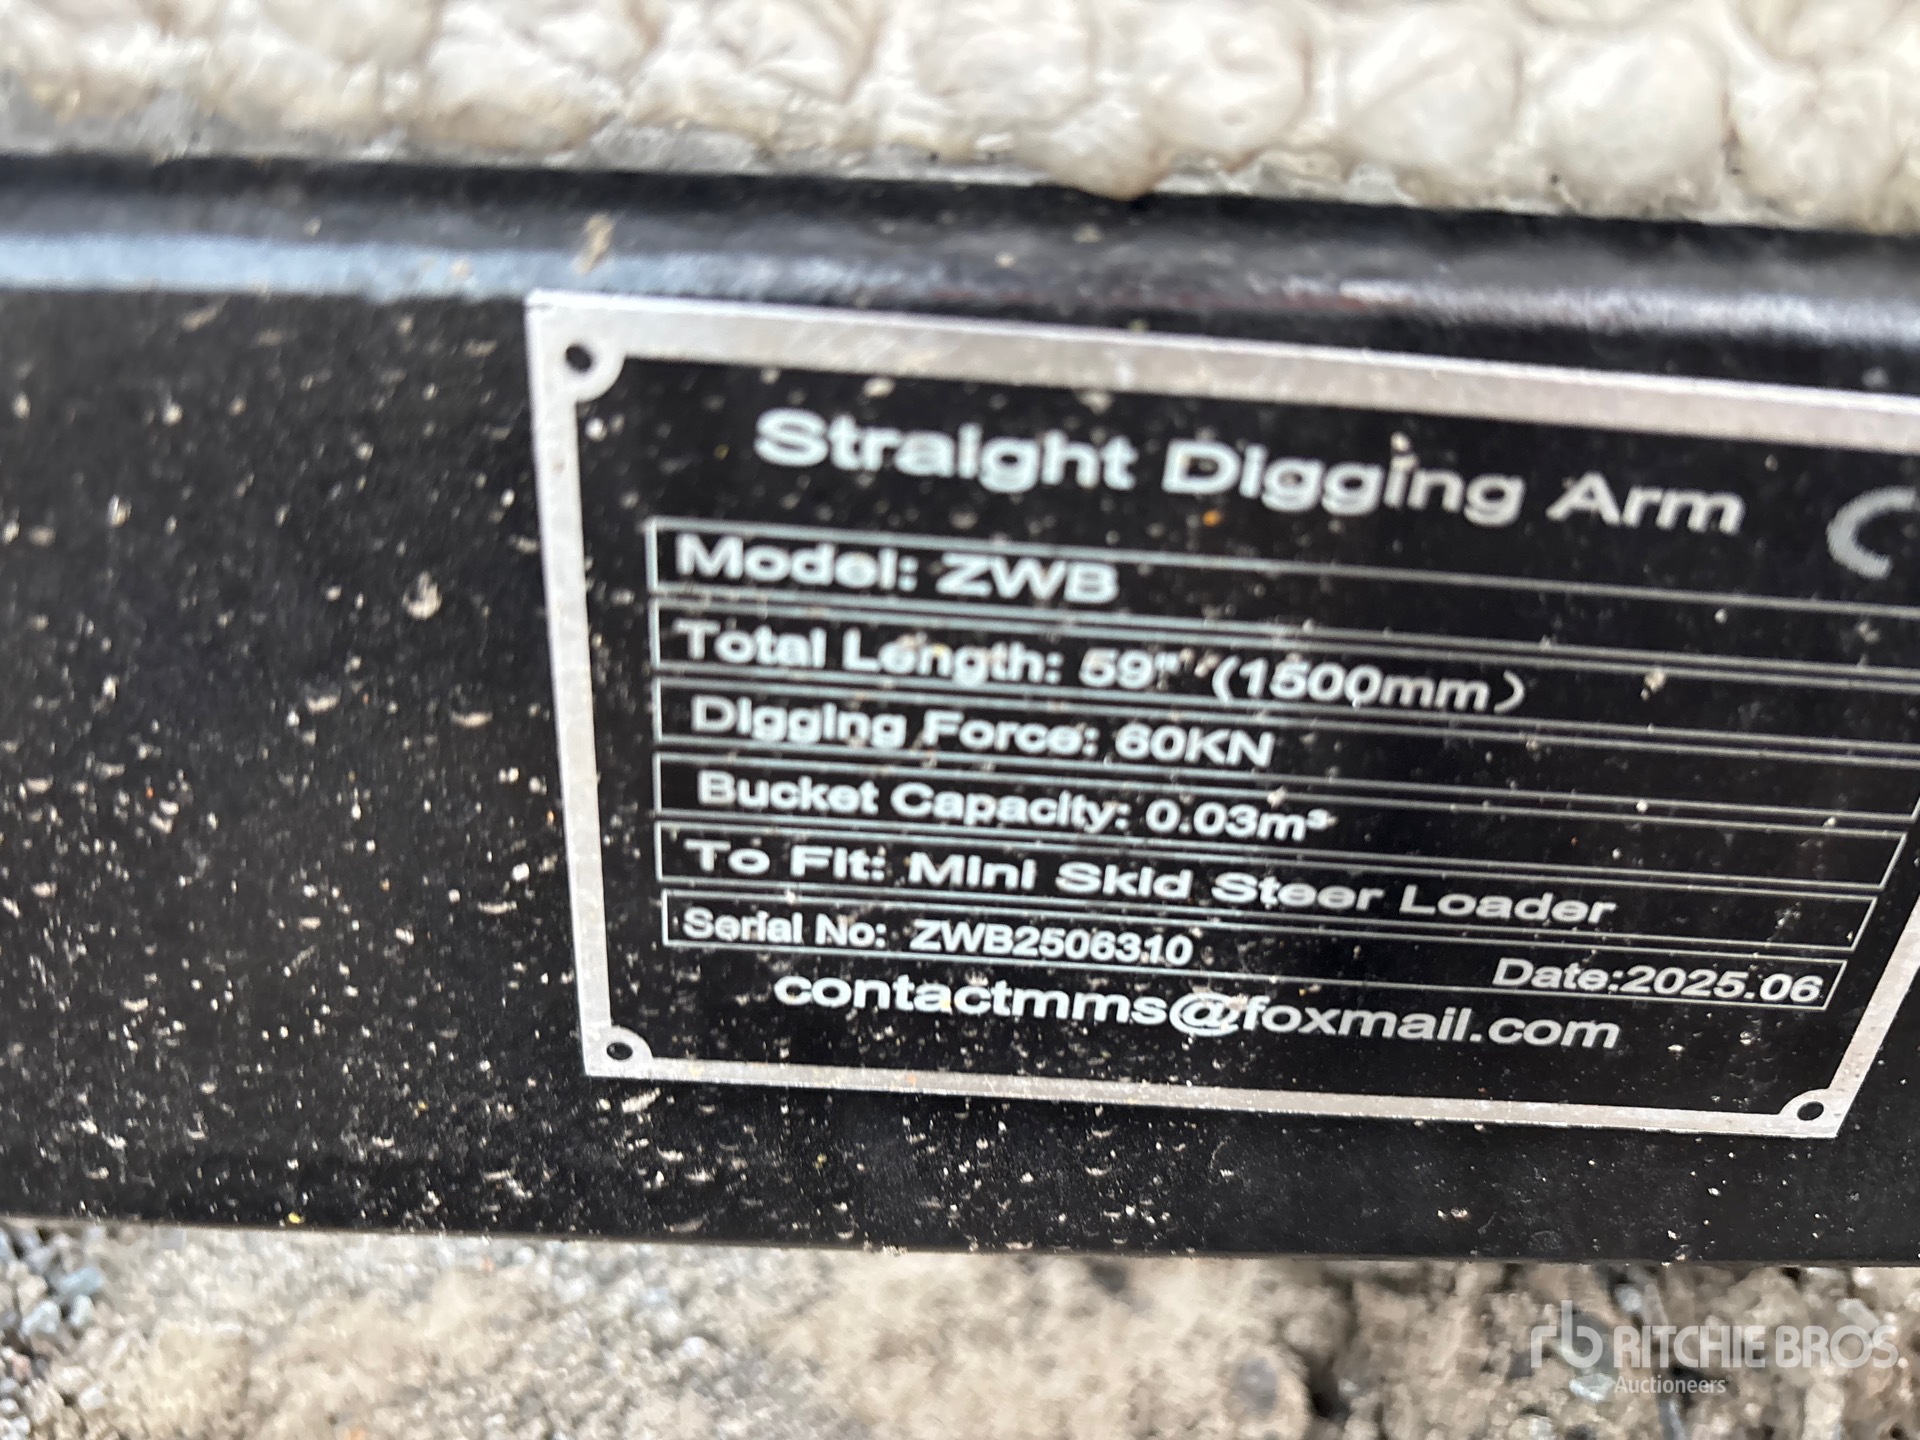 Straight Digging Arm
Model: ZWB
Total Length: 59" (1500mm)
Digging Force: 60KN
Bucket Capacity: 0.03m³
To Fit: Mini Skid Steer Loader
Serial No: ZWB2506310
Date:2025.06
contactmms@foxmail.com
rb RITCHIE BROS.
Auctioneers